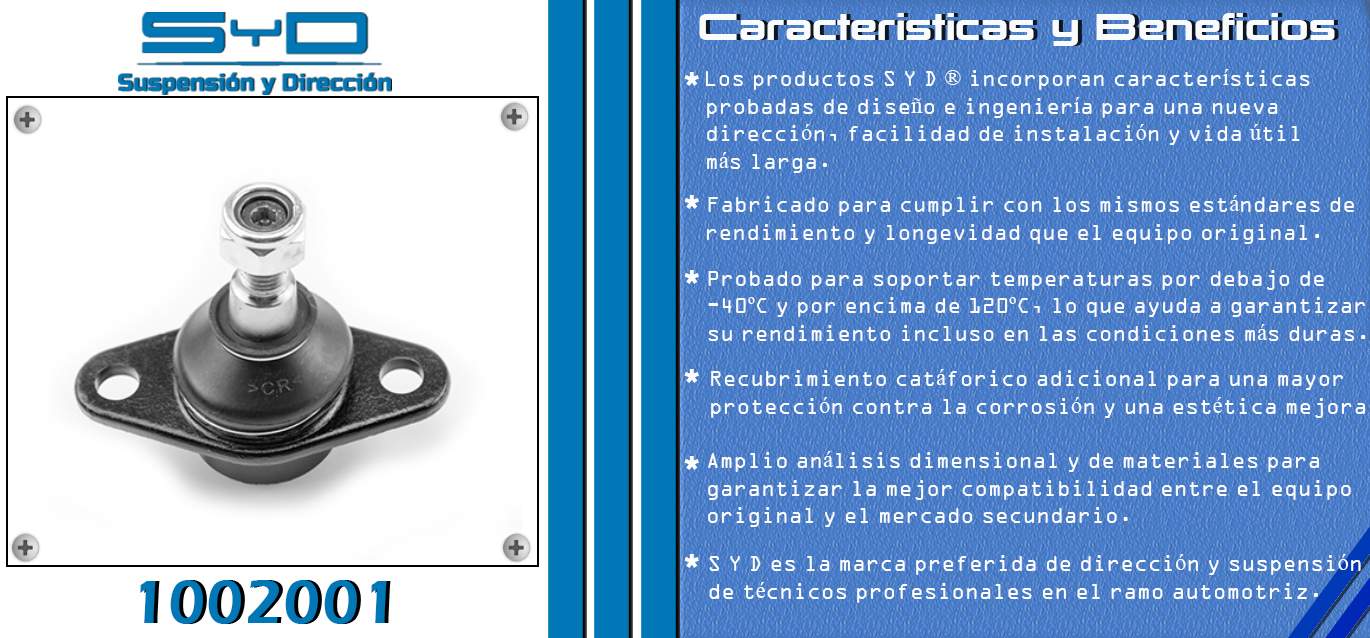 SYD
Suspensión y Dirección
>CR<
1002001
Caracteristicas y Beneficios
* Los productos S Y D ® incorporan características
probadas de diseño e ingeniería para una nueva
dirección, facilidad de instalación y vida útil
más larga.
* Fabricado para cumplir con los mismos estándares de
rendimiento y longevidad que el equipo original.
* Probado para soportar temperaturas por debajo de
-40°C y por encima de 120°C, lo que ayuda a garantizar
su rendimiento incluso en las condiciones más duras.
* Recubrimiento catáforico adicional para una mayor
protección contra la corrosión y una estética mejora
* Amplio análisis dimensional y de materiales para
garantizar la mejor compatibilidad entre el equipo
original y el mercado secundario.
* S Y D es la marca preferida de dirección y suspensión
de técnicos profesionales en el ramo automotriz.